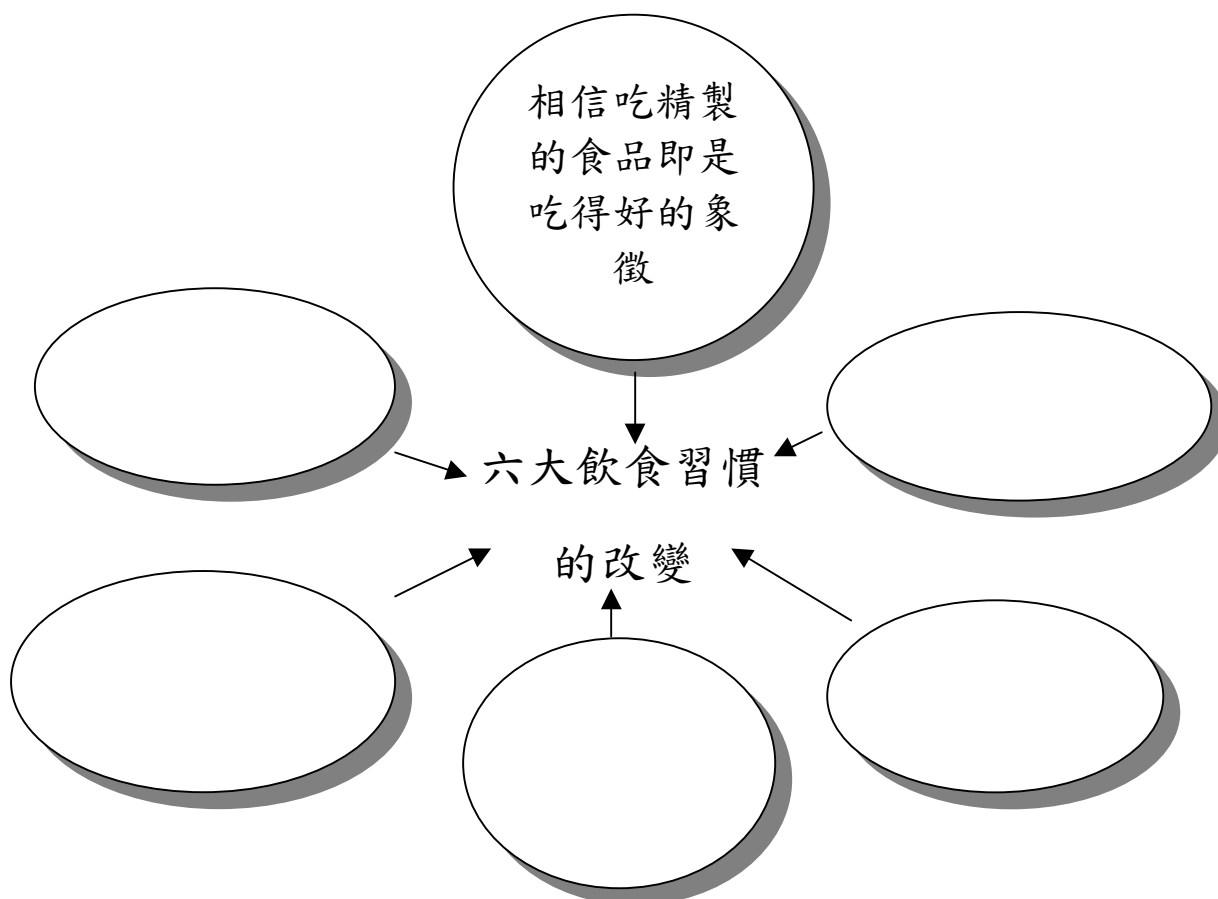 相信吃精製
的食品即是
吃得好的象
徵
六大飲食習慣
的改變